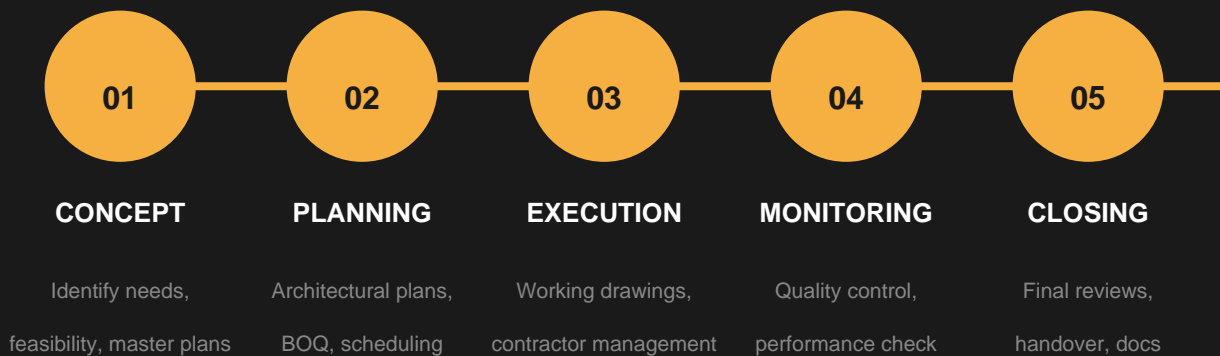 01
02
03
04
05
CONCEPT
PLANNING
EXECUTION
MONITORING
CLOSING
Identify needs,
feasibility, master plans
Architectural plans,
BOQ, scheduling
Working drawings,
contractor management
Quality control,
performance check
Final reviews,
handover, docs